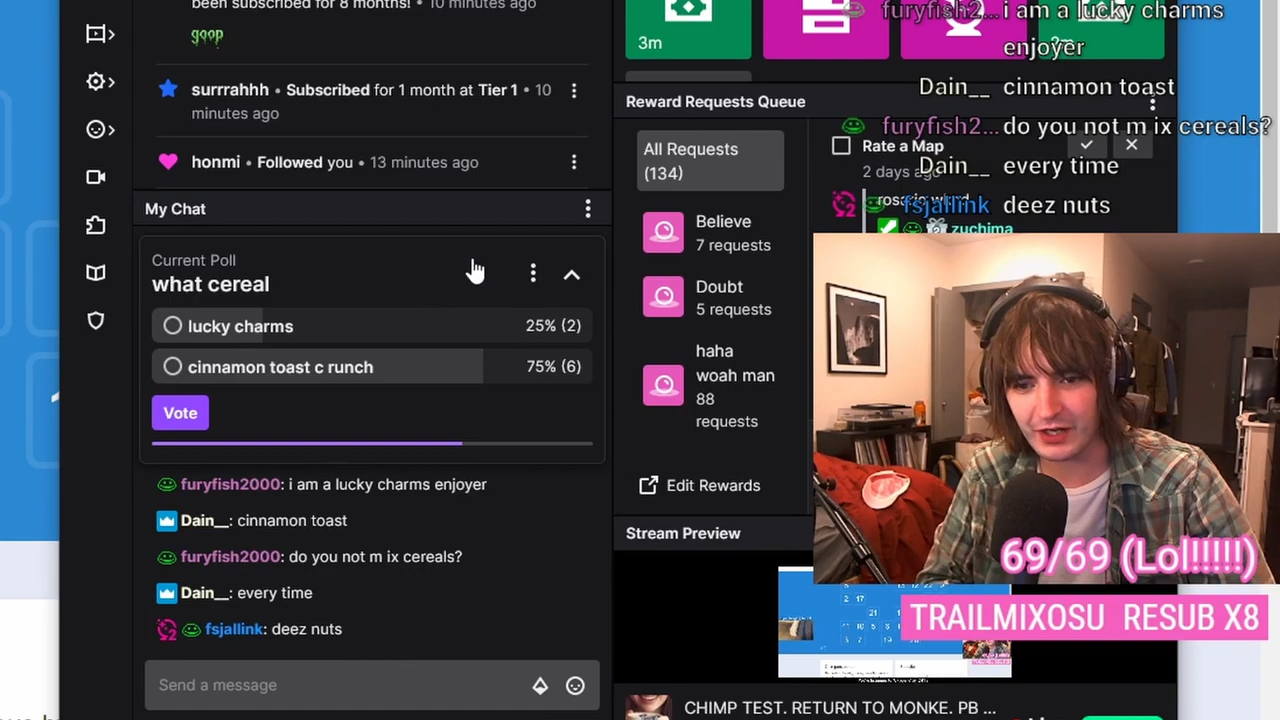 been subscribed for 8 months! • 10 minutes ago
goop
surrrahhh • Subscribed for 1 month at Tier 1 • 10
minutes ago
honmi • Followed you • 13 minutes ago
My Chat
Current Poll
what cereal
lucky charms 25% (2)
cinnamon toast c runch 75% (6)
Vote
furyfish2000: i am a lucky charms enjoyer
Dain__: cinnamon toast
furyfish2000: do you not m ix cereals?
Dain__: every time
fsjallink: deez nuts
Send a message
3m
Reward Requests Queue
All Requests
(134)
Believe
7 requests
Doubt
5 requests
haha
woah man
88
requests
Edit Rewards
Rate a Map
2 days ago
zuchima
Stream Preview
CHIMP TEST. RETURN TO MONKE. PB ...
furyfish2... i am a lucky charms
enjoyer
Dain__ cinnamon toast
furyfish2... do you not m ix cereals?
Dain__ every time
fsjallink deez nuts
69/69 (Lol!!!!!)
TRAILMIXOSU RESUB X8